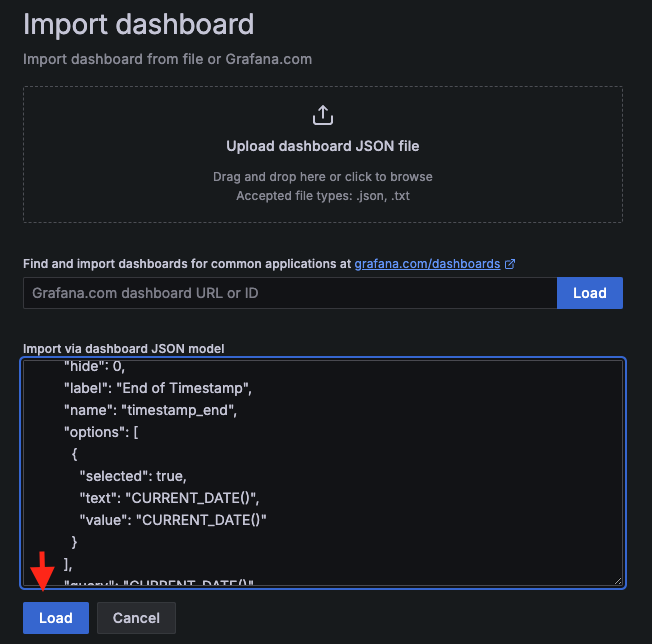 Import dashboard
Import dashboard from file or Grafana.com
Upload dashboard JSON file
Drag and drop here or click to browse
Accepted file types: .json, .txt
Find and import dashboards for common applications at grafana.com/dashboards
Grafana.com dashboard URL or ID
Load
Import via dashboard JSON model
"hide": 0,
"label": "End of Timestamp",
"name": "timestamp_end",
"options": [
{
"selected": true,
"text": "CURRENT_DATE()",
"value": "CURRENT_DATE()"
}
],
"query": "CURRENT_DATE()"
Load
Cancel